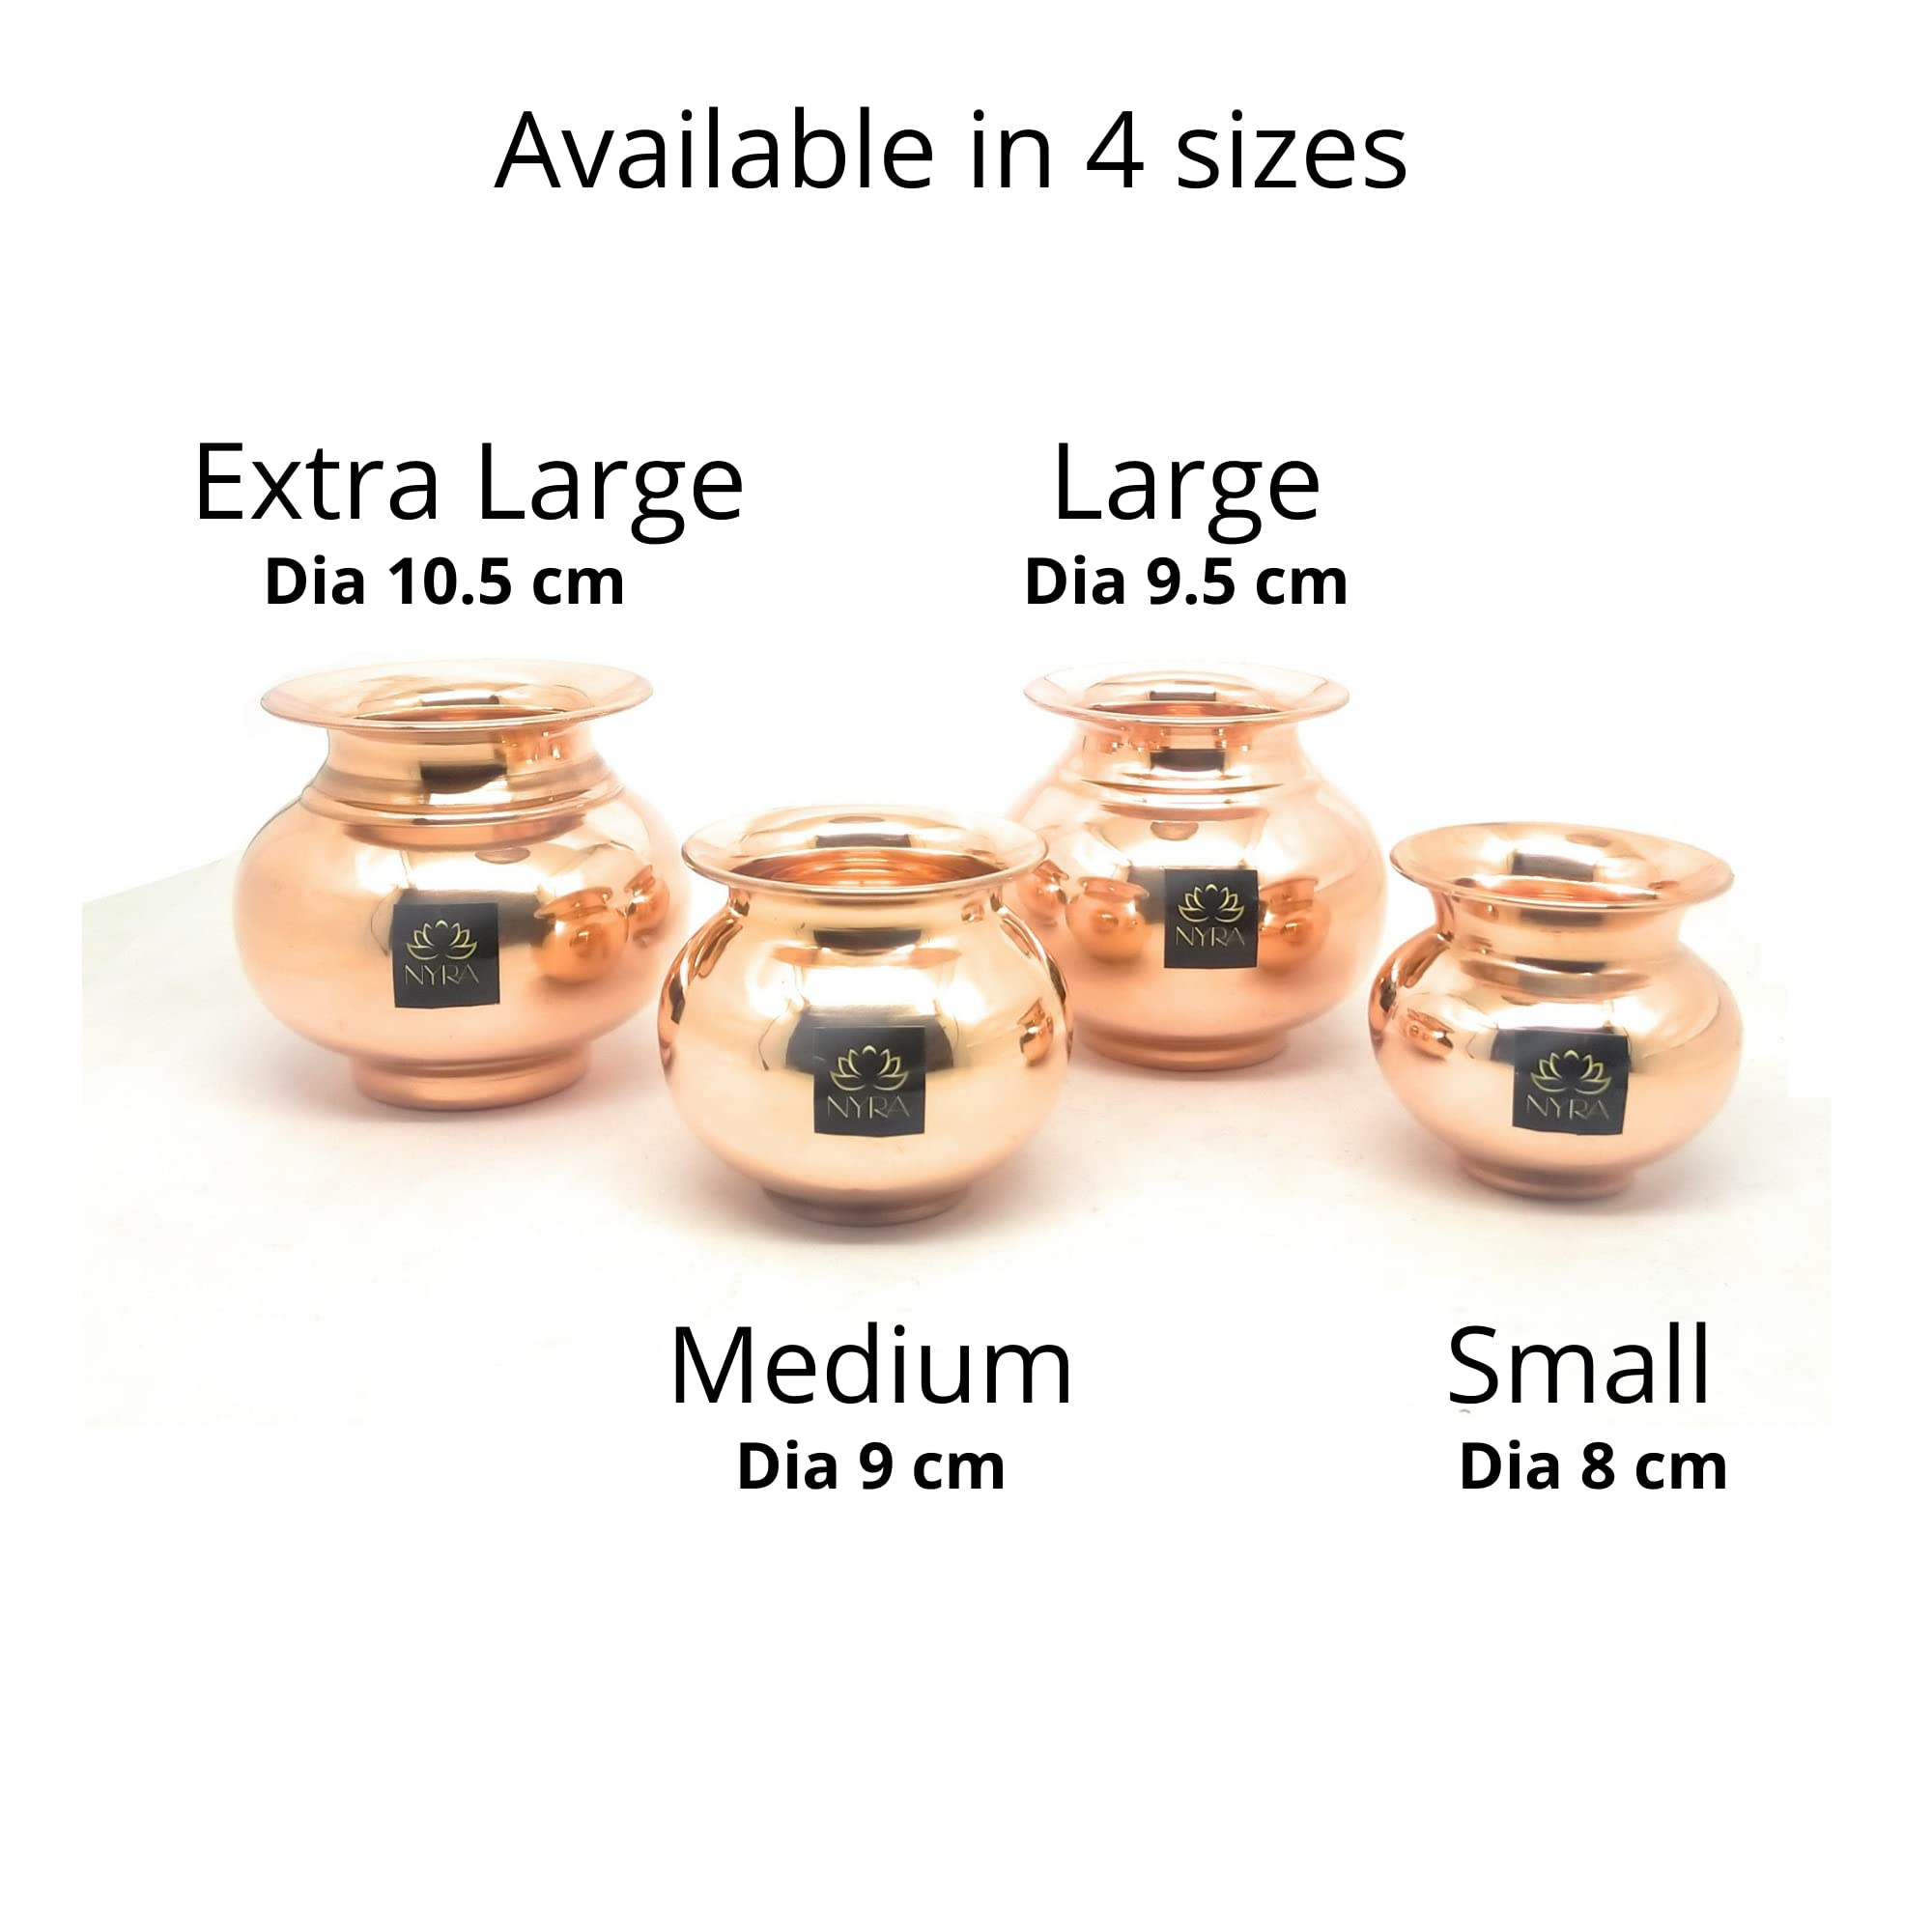 Available in 4 sizes
Extra Large
Dia 10.5 cm
Large
Dia 9.5 cm
NYRA
NYRA
NYRA
NYRA
Medium
Dia 9 cm
Small
Dia 8 cm